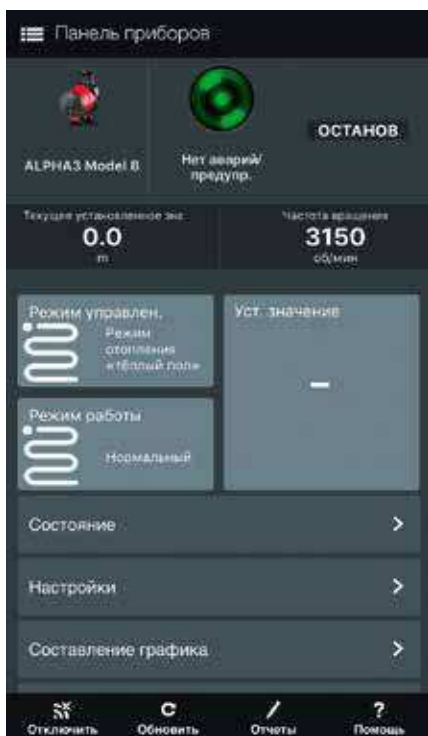 Панель приборов
ALPHA3 Model B
Нет аварий/
предупр.
ОСТАНОВ
Текущее установленное знс
0.0
m
Частота вращения
3150
об/мин
Режим управлен.
Режим
отопления
«тёплый пол»
Уст. значение
–
Режим работы
Нормальный
Состояние
Настройки
Составление графика
Отключить
Обновить
Отчеты
Помощь